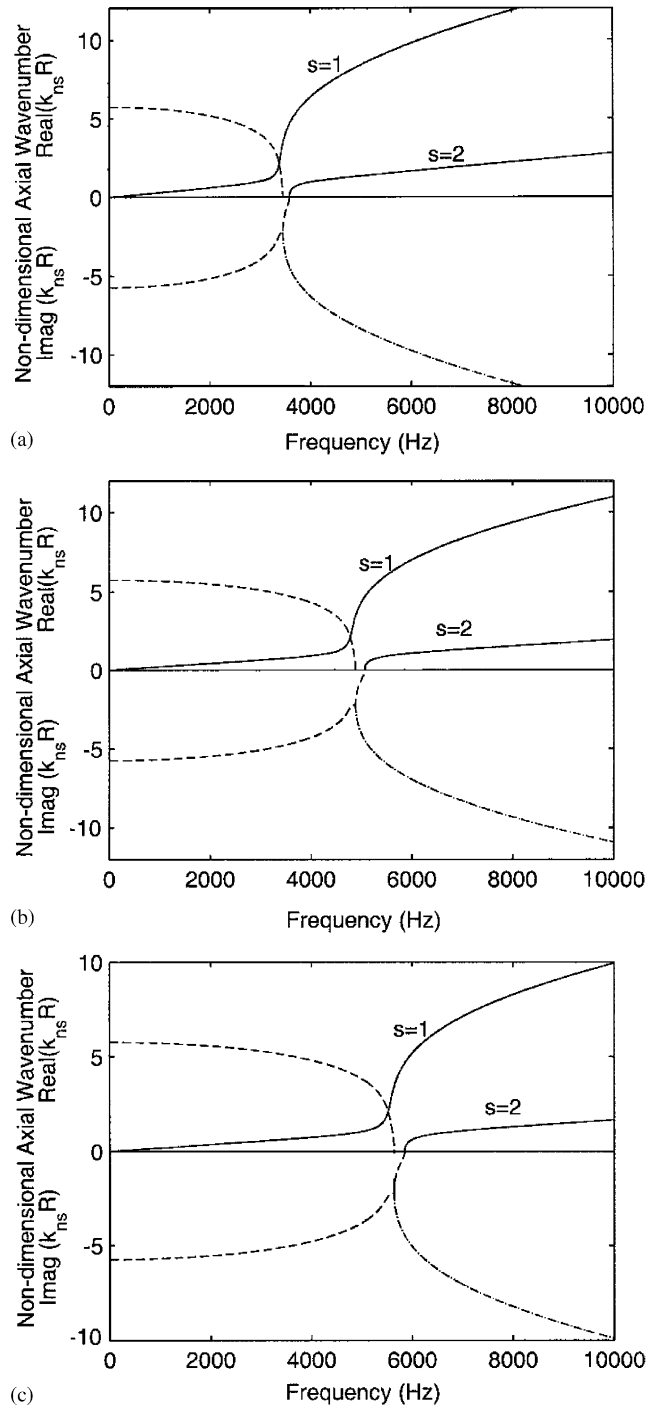 Non-dimensional Axial Wavenumber
Imag (k_ns R) Real(k_ns R)
10
5
0
-5
-10
s=1
s=2
0 2000 4000 6000 8000 10000
Frequency (Hz)
(a)
Non-dimensional Axial Wavenumber
Imag (k_ns R) Real(k_ns R)
10
5
0
-5
-10
s=1
s=2
0 2000 4000 6000 8000 10000
Frequency (Hz)
(b)
Non-dimensional Axial Wavenumber
Imag (k_ns R) Real(k_ns R)
10
5
0
-5
-10
s=1
s=2
0 2000 4000 6000 8000 10000
Frequency (Hz)
(c)